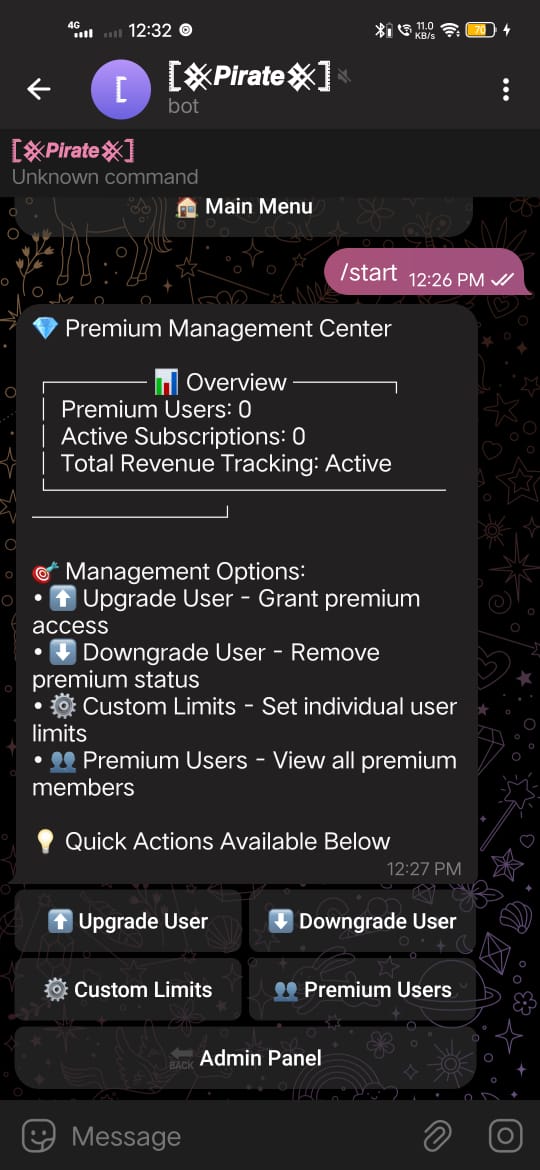 4G 12:32 11.0 KB/s 70
[※Pirate※]
bot
[※Pirate※]
Unknown command
🏠 Main Menu
/start 12:26 PM
💎 Premium Management Center
📊 Overview
Premium Users: 0
Active Subscriptions: 0
Total Revenue Tracking: Active
🎯 Management Options:
• ⬆️ Upgrade User - Grant premium
access
• ⬇️ Downgrade User - Remove
premium status
• ⚙️ Custom Limits - Set individual user
limits
• 👥 Premium Users - View all premium
members
💡 Quick Actions Available Below
12:27 PM
⬆️ Upgrade User ⬇️ Downgrade User
⚙️ Custom Limits 👥 Premium Users
🔙 Admin Panel
Message